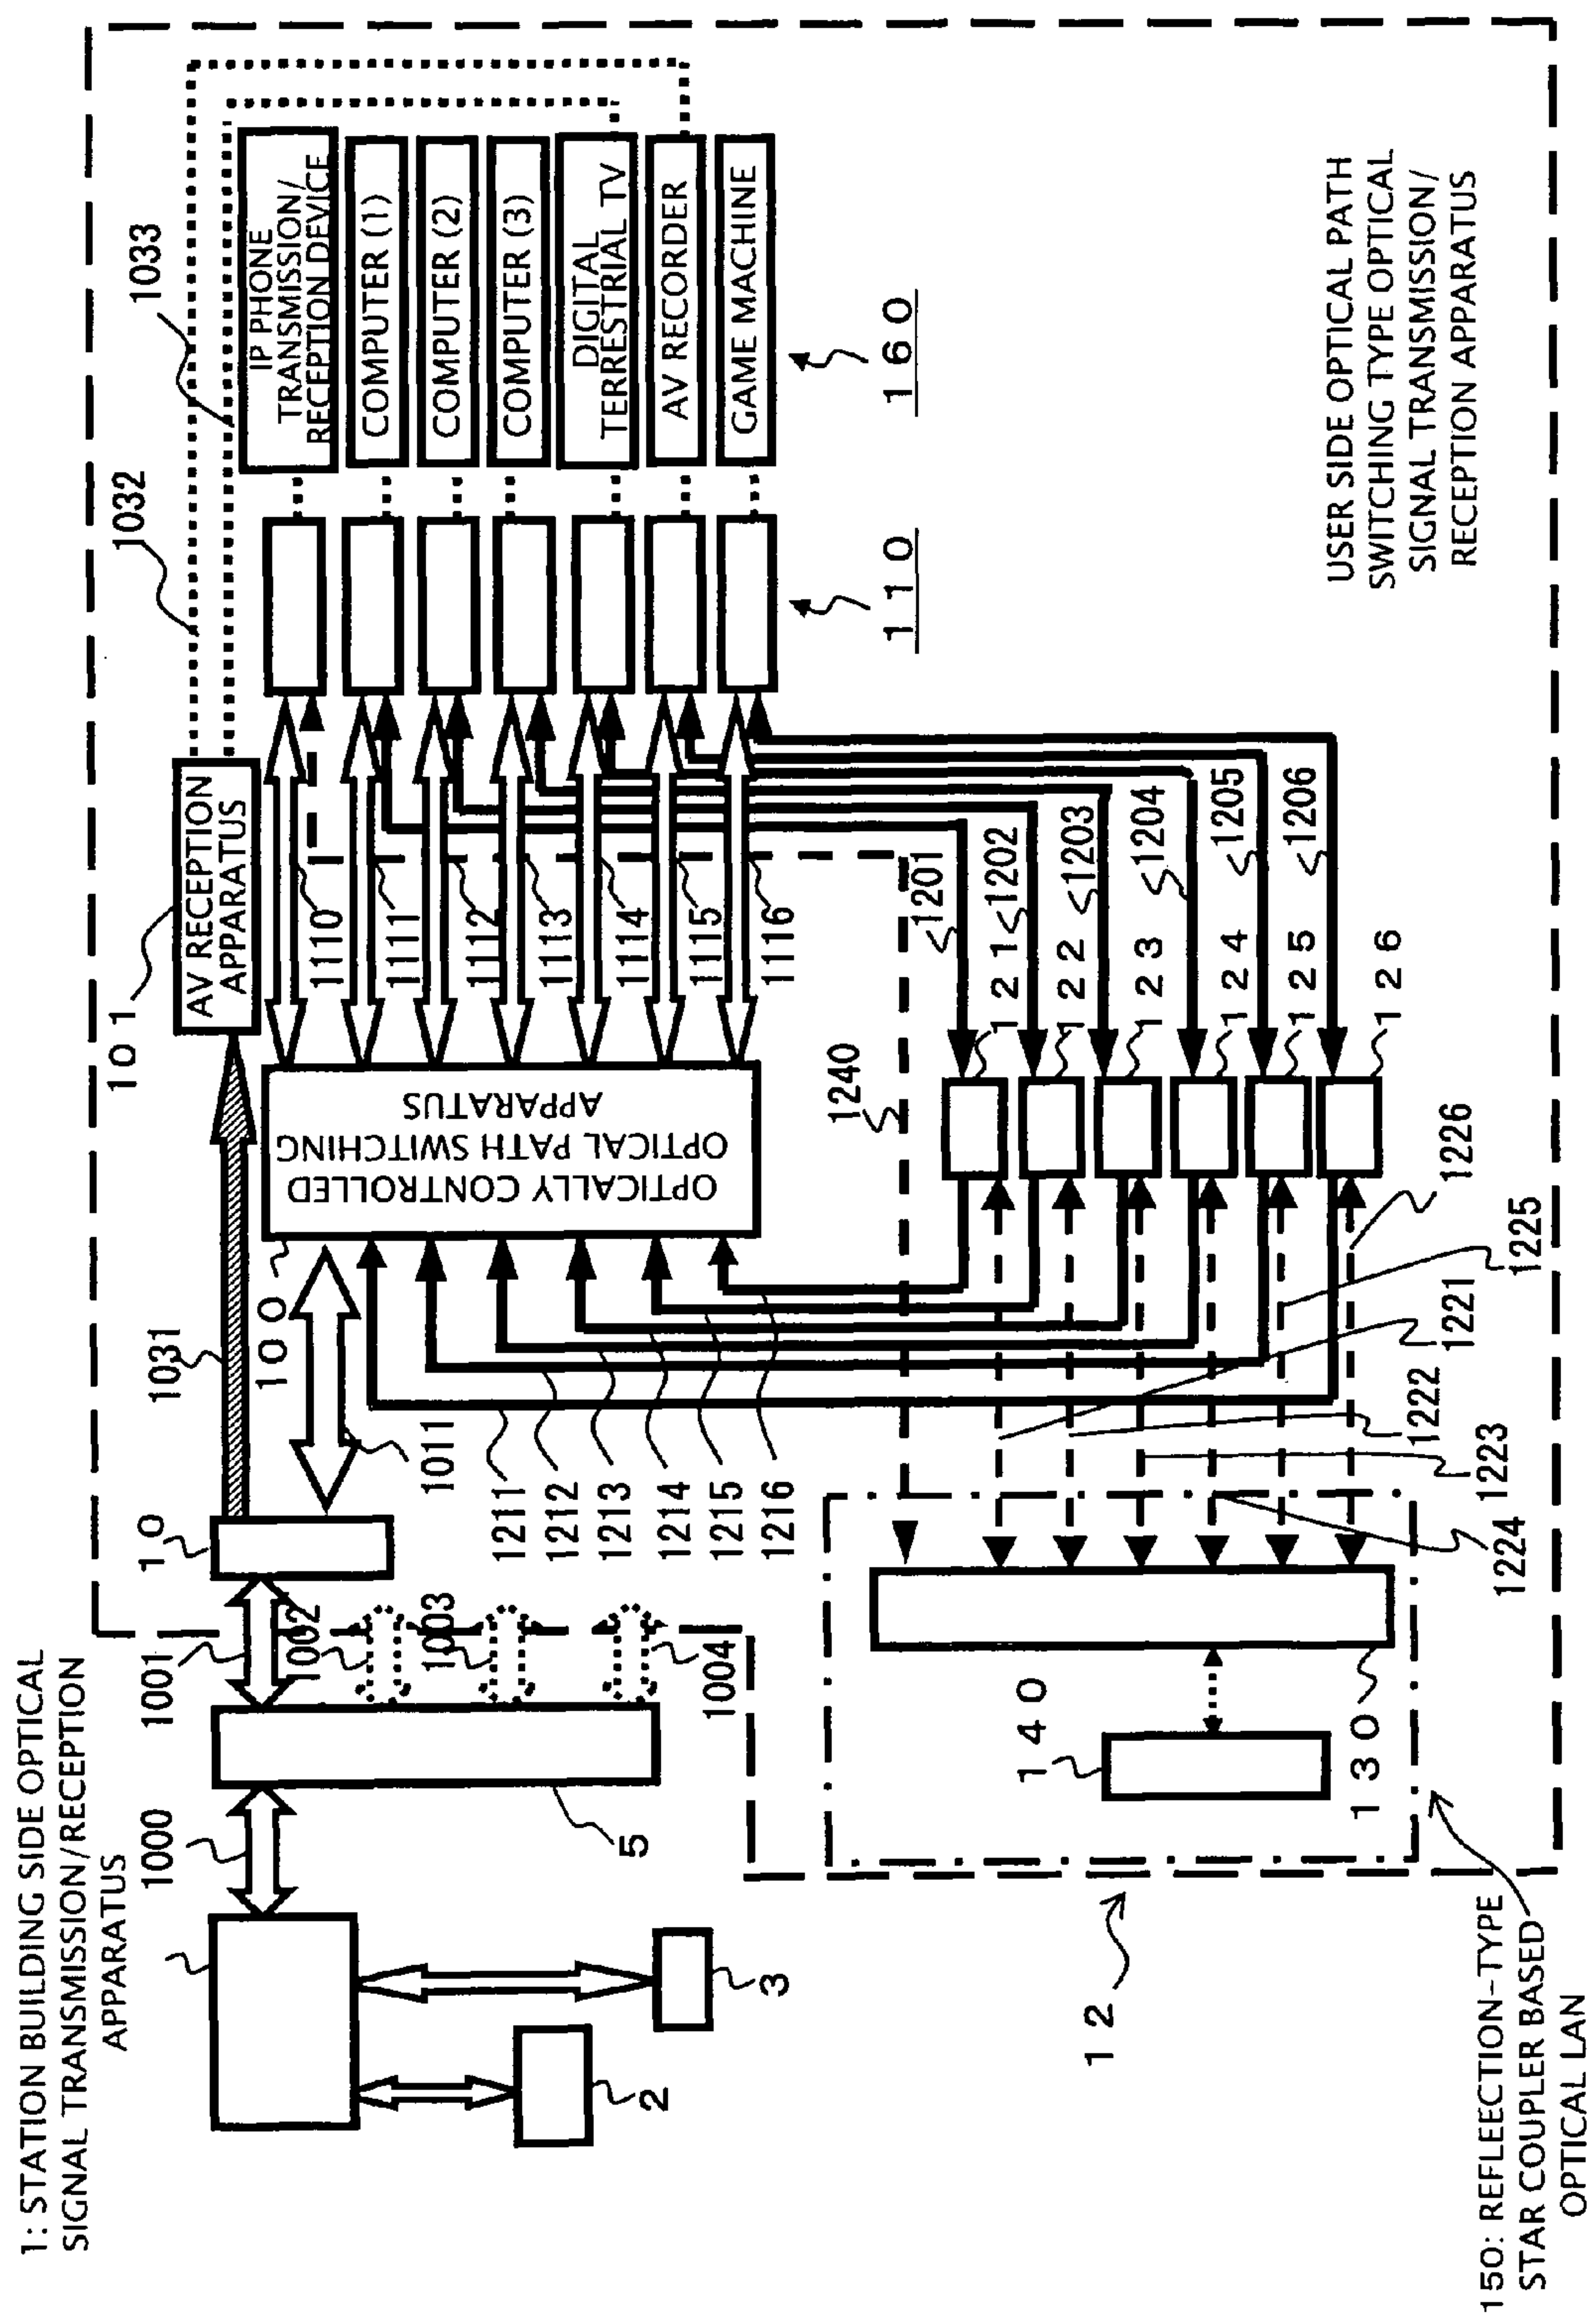 1: STATION BUILDING SIDE OPTICAL
SIGNAL TRANSMISSION/RECEPTION
APPARATUS
1000
1001
1002
1003
1004
5
2
3
10
1031
1011
100
101
AV RECEPTION
APPARATUS
1032
1033
OPTICALLY CONTROLLED
OPTICAL PATH SWITCHING
APPARATUS
1110
1111
1112
1113
1114
1115
1116
IP PHONE
TRANSMISSION/
RECEPTION DEVICE
COMPUTER (1)
COMPUTER (2)
COMPUTER (3)
DIGITAL
TERRESTRIAL TV
AV RECORDER
GAME MACHINE
110
160
1211
1212
1213
1214
1215
1216
1240
1201
1202
1203
1204
1205
1206
121
122
123
124
125
126
1226
1225
1221
1222
1223
1224
140
130
12
150: REFLECTION-TYPE
STAR COUPLER BASED
OPTICAL LAN
USER SIDE OPTICAL PATH
SWITCHING TYPE OPTICAL
SIGNAL TRANSMISSION/
RECEPTION APPARATUS